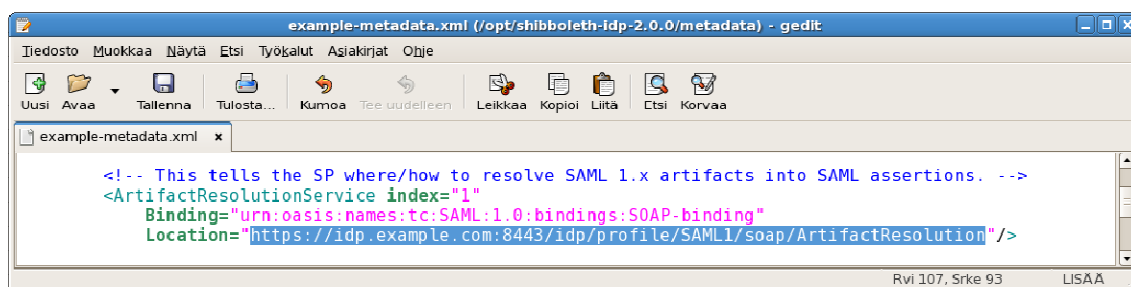 example-metadata.xml (/opt/shibboleth-idp-2.0.0/metadata) - gedit
Tiedosto Muokkaa Näytä Etsi Työkalut Asiakirjat Ohje
Uusi Avaa Tallenna Tulosta... Kumoa Tee uudelleen Leikkaa Kopioi Liitä Etsi Korvaa
example-metadata.xml x
<!-- This tells the SP where/how to resolve SAML 1.x artifacts into SAML assertions. -->
<ArtifactResolutionService index="1"
Binding="urn:oasis:names:tc:SAML:1.0:bindings:SOAP-binding"
Location="https://idp.example.com:8443/idp/profile/SAML1/soap/ArtifactResolution"/>
Rvi 107, Srke 93 LISÄÄ